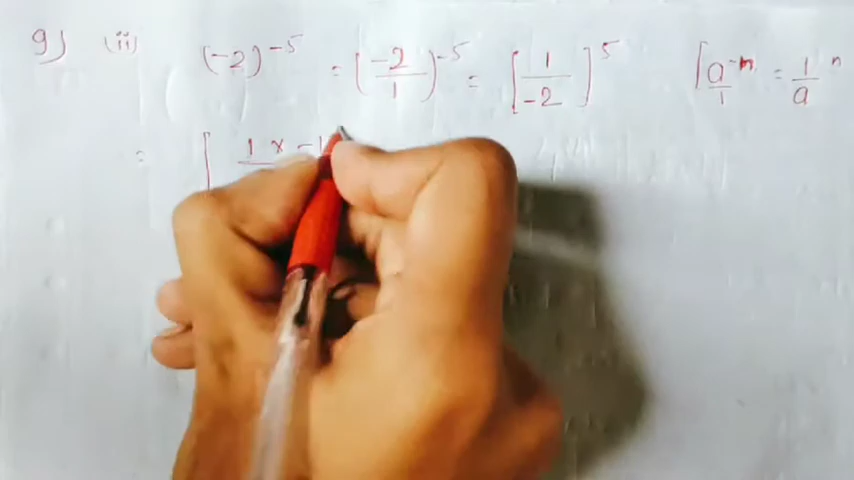 9) (ii) (-2)^-5 = (-2/1)^-5 = [1/-2]^5 [a^-n/1 = 1/a^n
= [1 × -1